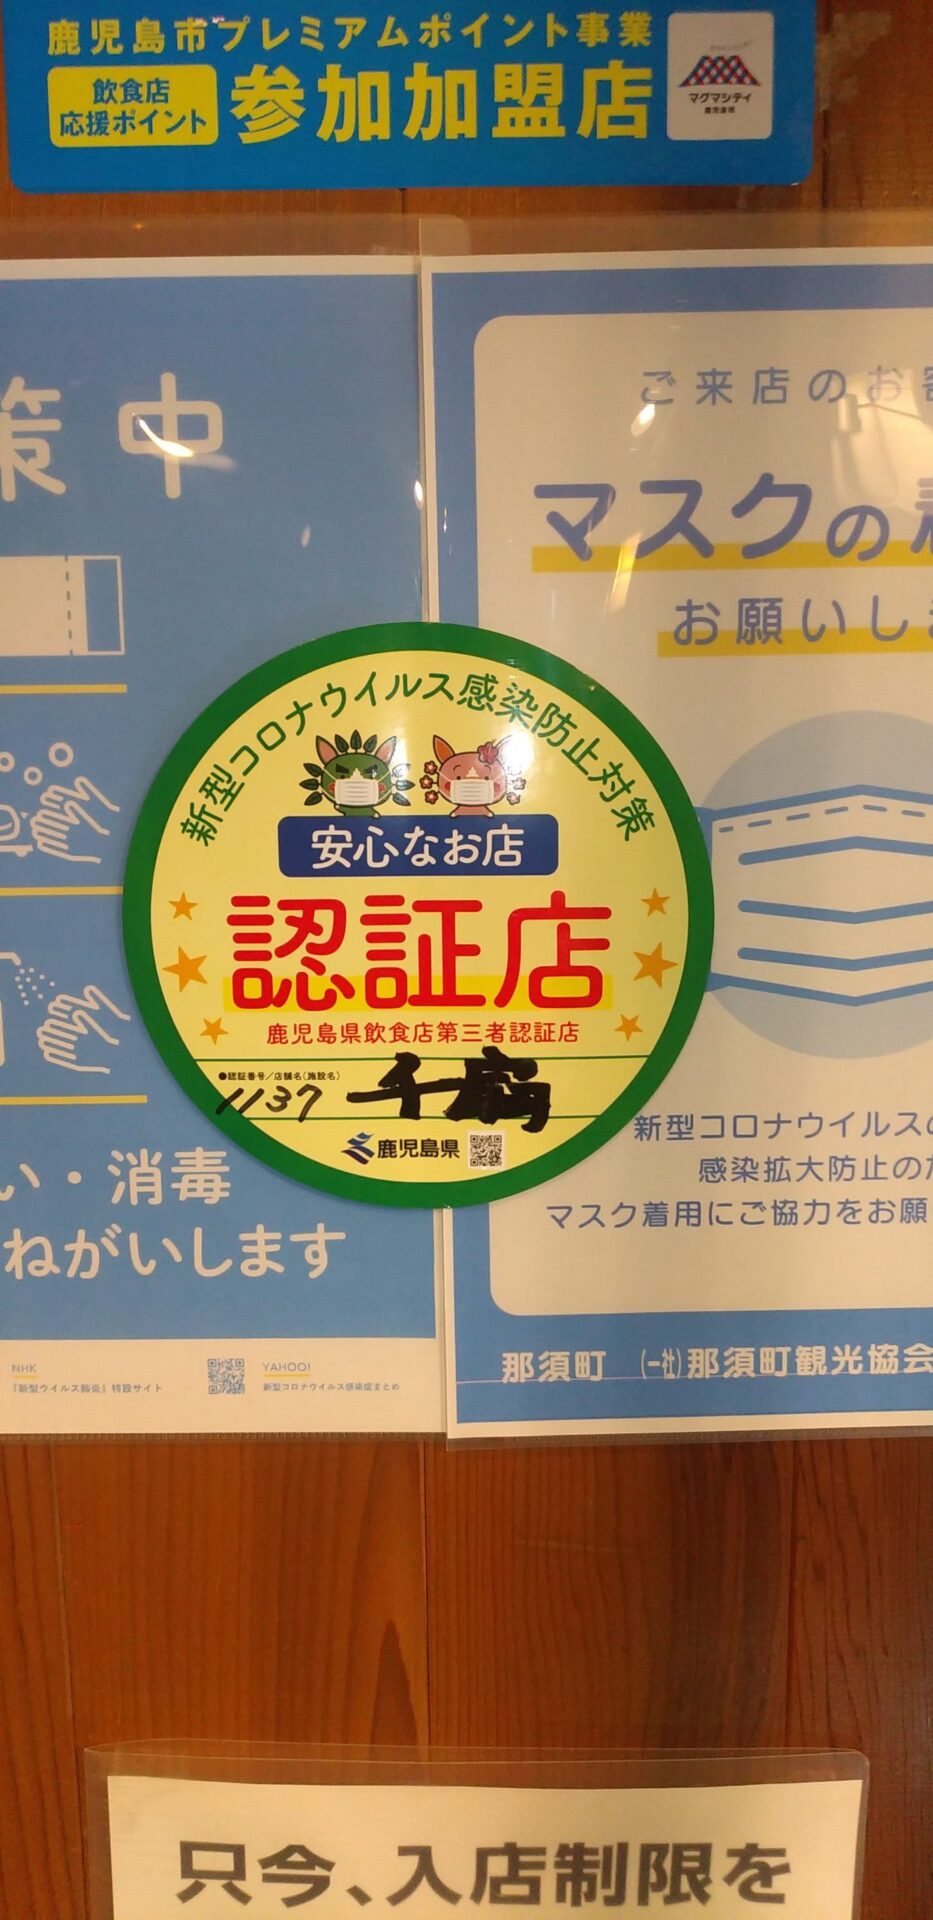 鹿児島市プレミアムポイント事業
飲食店
応援ポイント
参加加盟店
マグマシティ
鹿児島市
策中
い・消毒
ねがいします
NHK
「新型ウイルス肺炎」特設サイト
YAHOO!
新型コロナウイルス感染症まとめ
ご来店のお客
マスクの着
お願いしま
新型コロナウイルスの
感染拡大防止のた
マスク着用にご協力をお願
那須町 (一社)那須町観光協会
新型コロナウイルス感染防止対策
安心なお店
認証店
鹿児島県飲食店第三者認証店
●認証番号/店舗名(施設名)
1137
鹿児島県
只今、入店制限を